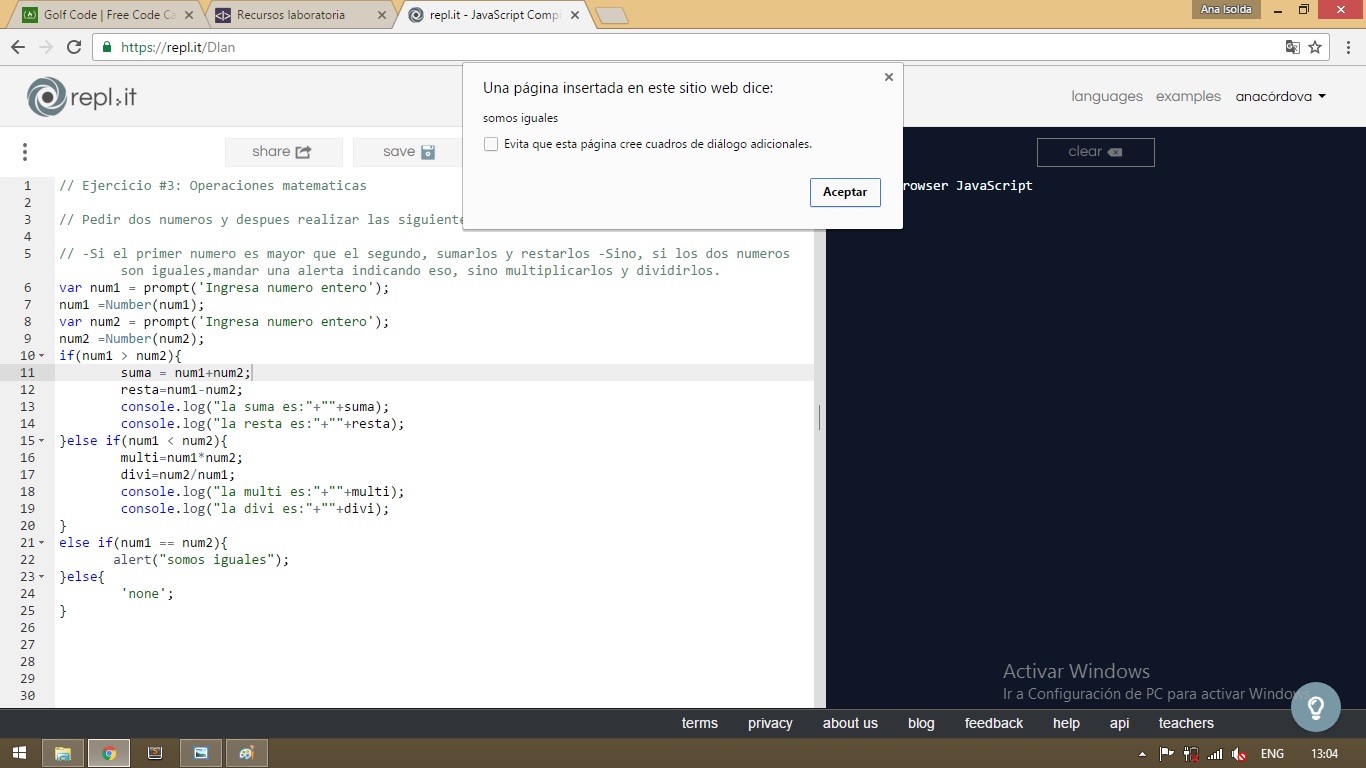 Golf Code | Free Code Ca
Recursos laboratoria
repl.it - JavaScript Compi
Ana Isolda
https://repl.it/Dlan
repl.it
languages
examples
anacórdova
Una página insertada en este sitio web dice:
somos iguales
Evita que esta página cree cuadros de diálogo adicionales.
Aceptar
share
save
clear
rowser JavaScript
1 // Ejercicio #3: Operaciones matematicas
2
3 // Pedir dos numeros y despues realizar las siguiente
4
5 // -Si el primer numero es mayor que el segundo, sumarlos y restarlos -Sino, si los dos numeros
son iguales,mandar una alerta indicando eso, sino multiplicarlos y dividirlos.
6 var num1 = prompt('Ingresa numero entero');
7 num1 =Number(num1);
8 var num2 = prompt('Ingresa numero entero');
9 num2 =Number(num2);
10 if(num1 > num2){
11 suma = num1+num2;
12 resta=num1-num2;
13 console.log("la suma es:"+""+suma);
14 console.log("la resta es:"+""+resta);
15 }else if(num1 < num2){
16 multi=num1*num2;
17 divi=num2/num1;
18 console.log("la multi es:"+""+multi);
19 console.log("la divi es:"+""+divi);
20 }
21 else if(num1 == num2){
22 alert("somos iguales");
23 }else{
24 'none';
25 }
26
27
28
29
30
Activar Windows
Ir a Configuración de PC para activar Windows.
terms
privacy
about us
blog
feedback
help
api
teachers
ENG
13:04